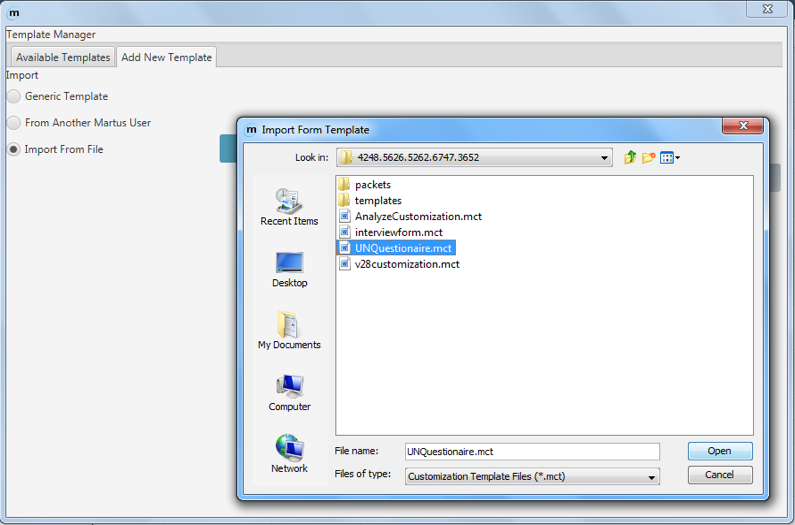 m
Template Manager
Available Templates Add New Template
Import
Generic Template
From Another Martus User
Import From File
m Import Form Template
Look in: 4248.5626.5262.6747.3652
packets
templates
AnalyzeCustomization.mct
interviewform.mct
UNQuestionaire.mct
v28customization.mct
Recent Items
Desktop
My Documents
Computer
Network
File name: UNQuestionaire.mct Open
Files of type: Customization Template Files (*.mct) Cancel